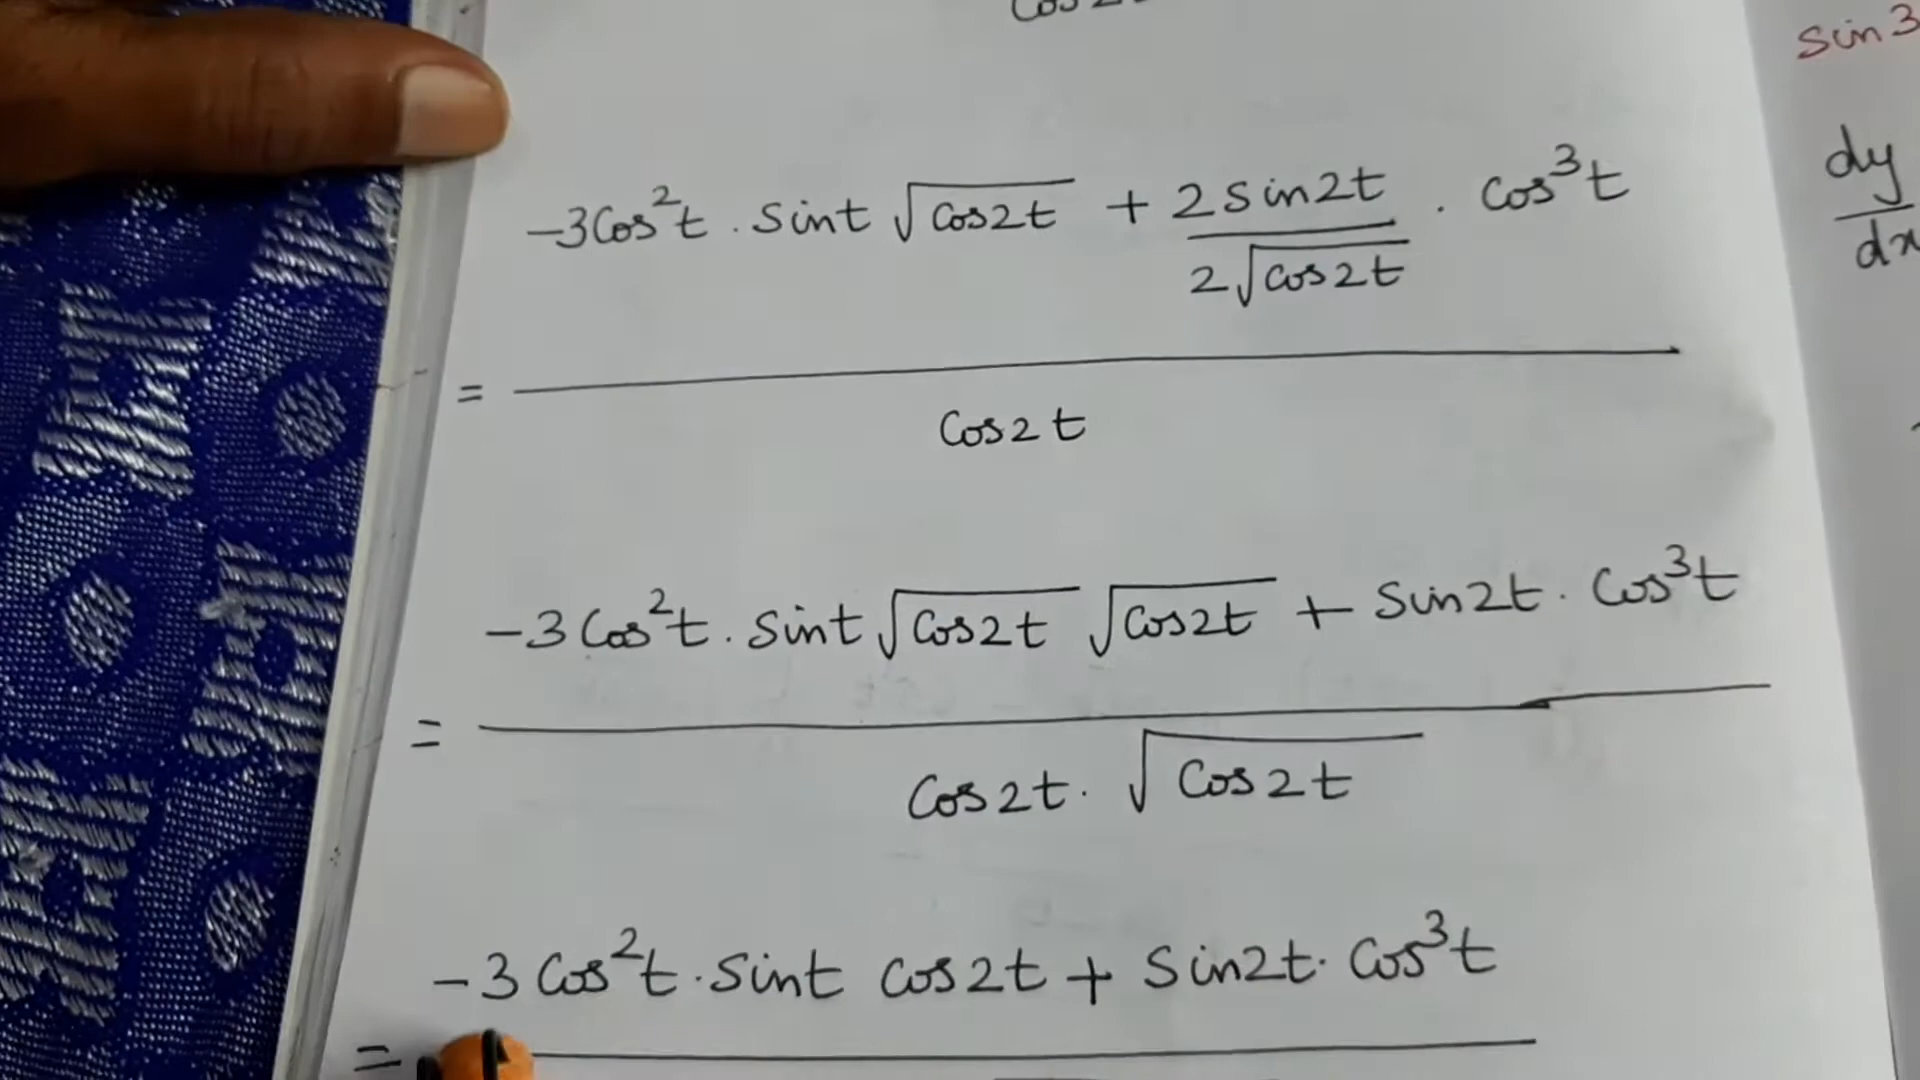 -3Cos²t . Sint √Cos2t + 2Sin2t/2√Cos2t . Cos³t
= ―――
Cos2t
-3Cos²t . Sint √Cos2t √Cos2t + Sin2t . Cos³t
= ―――
Cos2t . √Cos2t
-3Cos²t . Sint Cos2t + Sin2t . Cos³t
= ―――
Sin3
dy/dx